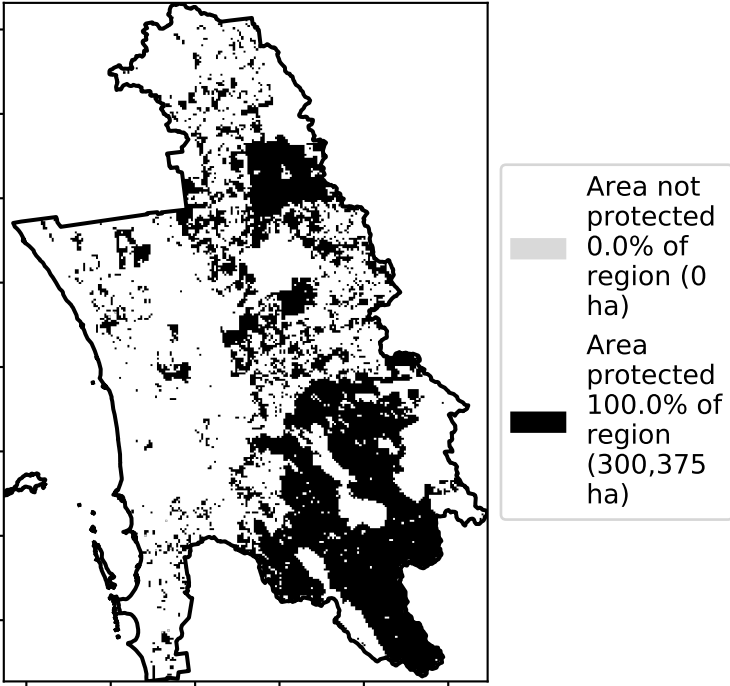 Area not
protected
0.0% of
region (0
ha)
Area
protected
100.0% of
region
(300,375
ha)